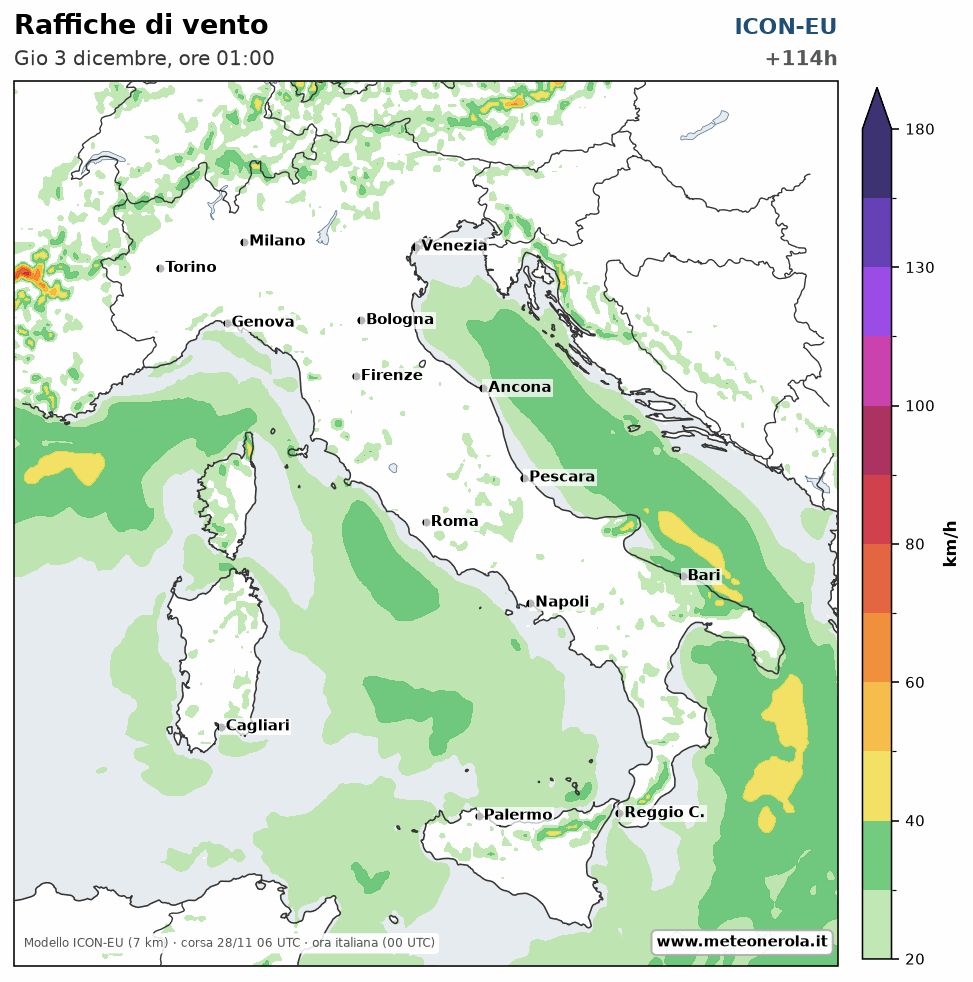 Raffiche di vento
ICON-EU
Gio 3 dicembre, ore 01:00
+114h
180
130
100
80
60
40
20
km/h
Milano
Venezia
Torino
Genova
Bologna
Firenze
Ancona
Pescara
Roma
Bari
Napoli
Cagliari
Palermo
Reggio C.
Modello ICON-EU (7 km) · corsa 28/11 06 UTC · ora italiana (00 UTC)
www.meteonerola.it